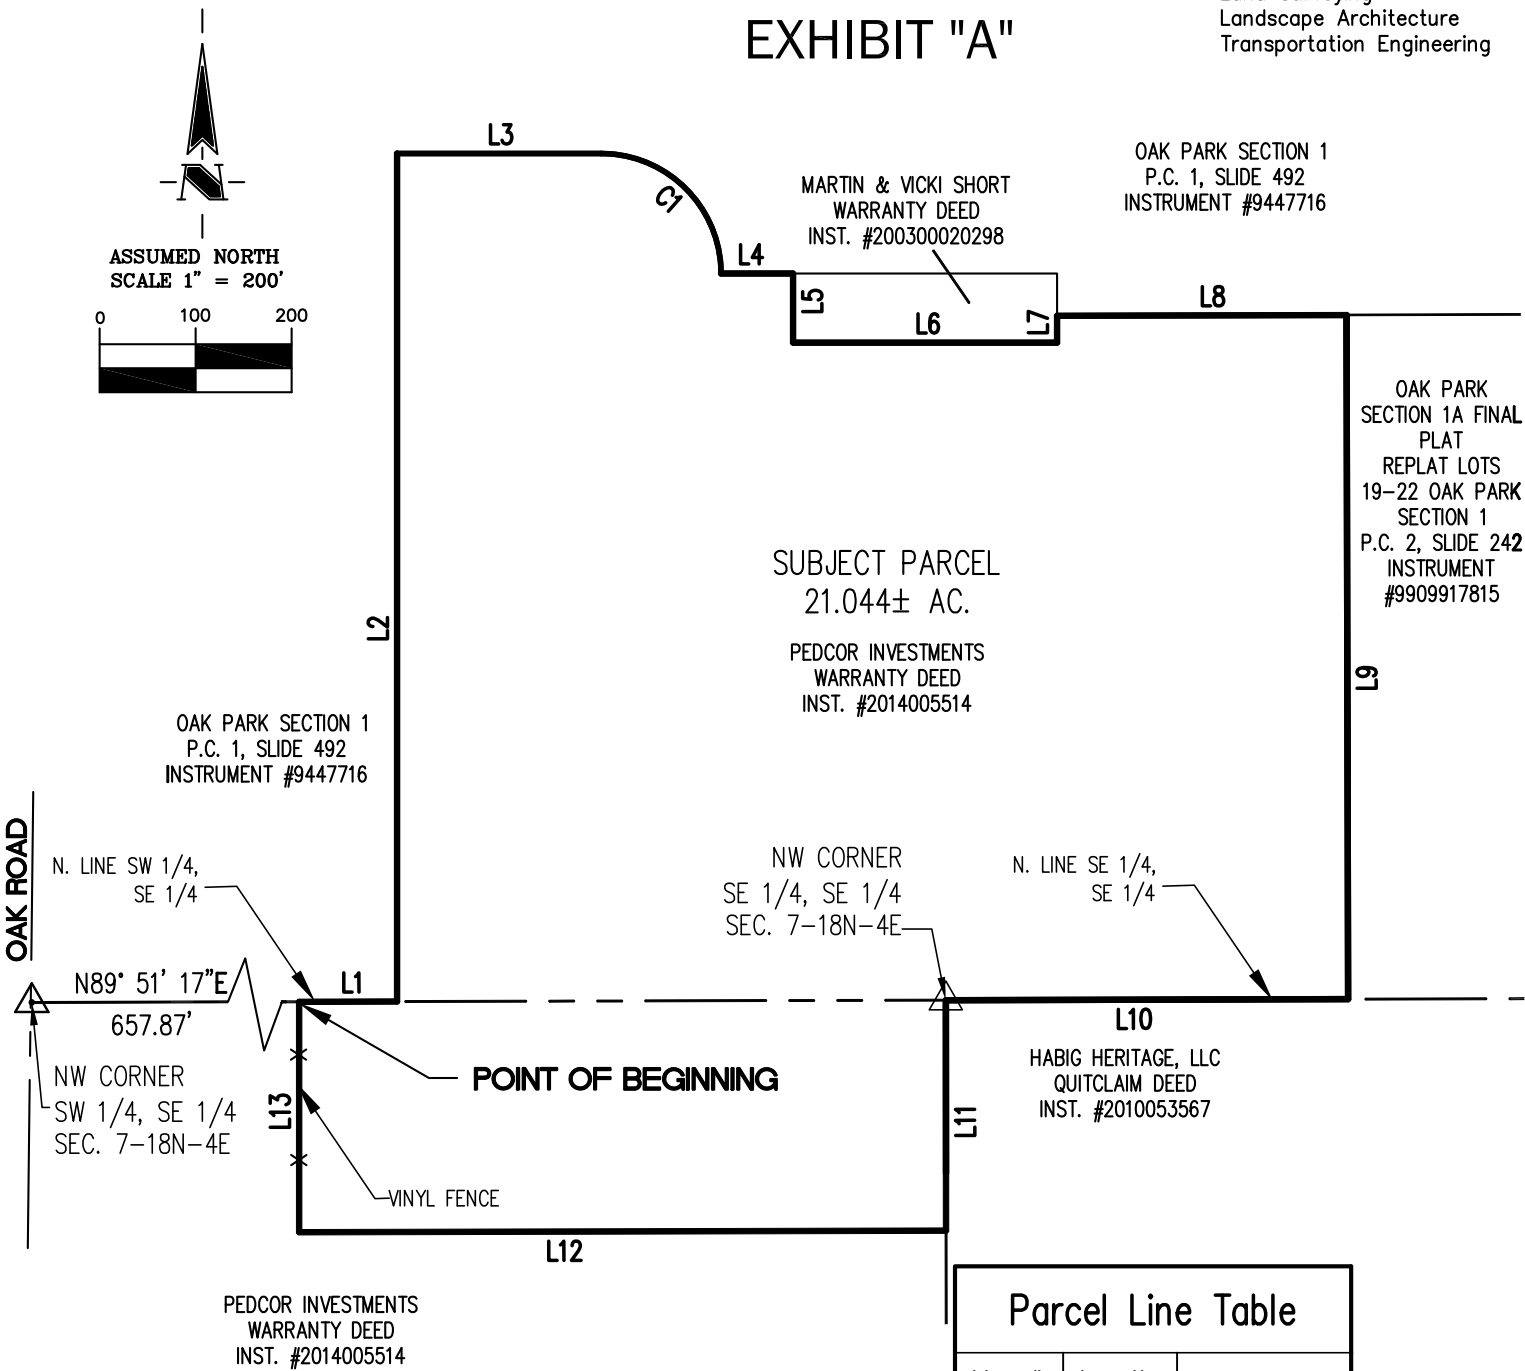 EXHIBIT "A"
Landscape Architecture
Transportation Engineering
N
ASSUMED NORTH
SCALE 1" = 200'
0 100 200
L3
C1
L4
L5
L6
L7
L8
MARTIN & VICKI SHORT
WARRANTY DEED
INST. #200300020298
OAK PARK SECTION 1
P.C. 1, SLIDE 492
INSTRUMENT #9447716
OAK PARK
SECTION 1A FINAL
PLAT
REPLAT LOTS
19-22 OAK PARK
SECTION 1
P.C. 2, SLIDE 242
INSTRUMENT
#9909917815
SUBJECT PARCEL
21.044± AC.
PEDCOR INVESTMENTS
WARRANTY DEED
INST. #2014005514
L2
L9
OAK PARK SECTION 1
P.C. 1, SLIDE 492
INSTRUMENT #9447716
OAK ROAD
N. LINE SW 1/4,
SE 1/4
NW CORNER
SE 1/4, SE 1/4
SEC. 7-18N-4E
N. LINE SE 1/4,
SE 1/4
N89° 51' 17"E
657.87'
L1
L10
NW CORNER
SW 1/4, SE 1/4
SEC. 7-18N-4E
POINT OF BEGINNING
HABIG HERITAGE, LLC
QUITCLAIM DEED
INST. #2010053567
L13
L11
VINYL FENCE
L12
PEDCOR INVESTMENTS
WARRANTY DEED
INST. #2014005514
Parcel Line Table